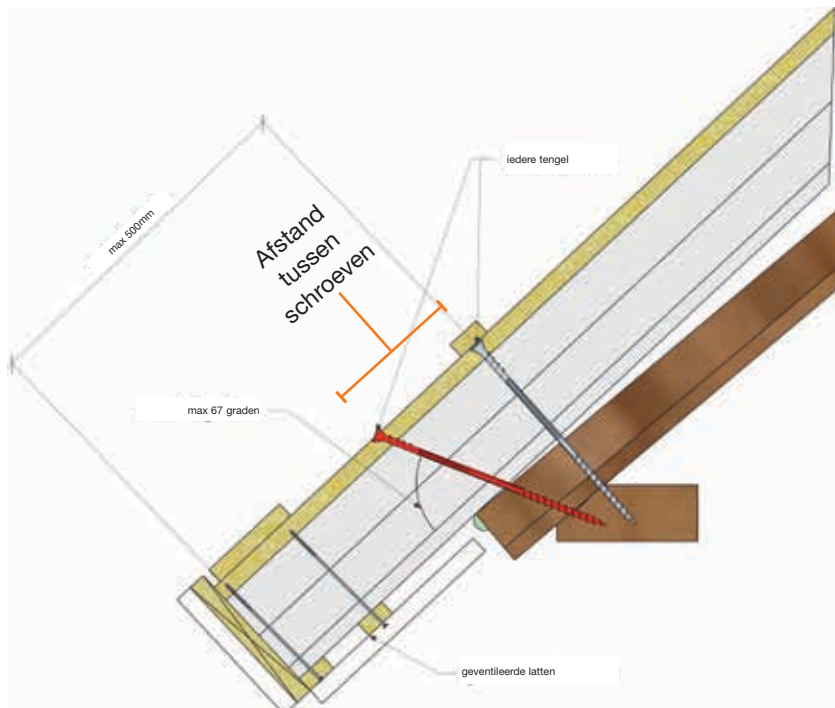 iedere tengel
max 500mm
Afstand
tussen
schroeven
max 67 graden
geventileerde latten